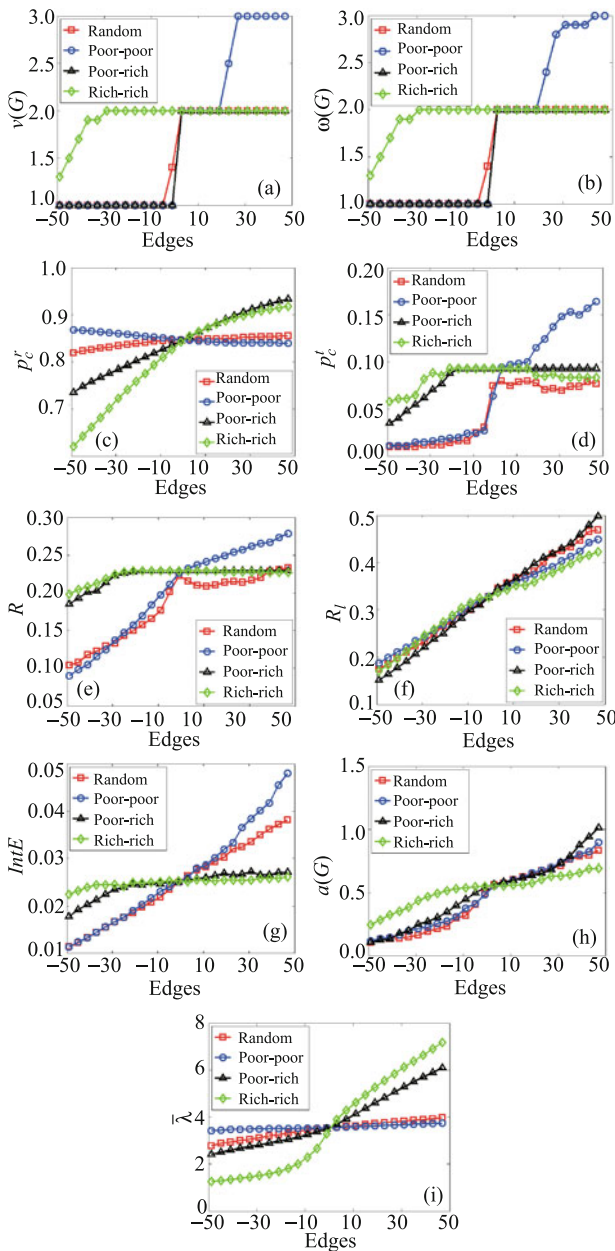 3.0
2.5
2.0
1.5
1.0
v(G)
Random
Poor-poor
Poor-rich
Rich-rich
(a)
−50 −30 −10 10 30 50
Edges
3.0
2.5
2.0
1.5
1.0
ω(G)
Random
Poor-poor
Poor-rich
Rich-rich
(b)
−50 −30 −10 10 30 50
Edges
1.0
0.9
0.8
0.7
p_c^r
Random
Poor-poor
Poor-rich
Rich-rich
(c)
−50 −30 −10 10 30 50
Edges
0.20
0.15
0.10
0.05
0.00
p_c^t
Random
Poor-poor
Poor-rich
Rich-rich
(d)
−50 −30 −10 10 30 50
Edges
0.30
0.25
0.20
0.15
0.10
0.05
R
Random
Poor-poor
Poor-rich
Rich-rich
(e)
−50 −30 −10 10 30 50
Edges
0.5
0.4
0.3
0.2
0.1
R_l
Random
Poor-poor
Poor-rich
Rich-rich
(f)
−50 −30 −10 10 30 50
Edges
0.05
0.04
0.03
0.02
0.01
IntE
Random
Poor-poor
Poor-rich
Rich-rich
(g)
−50 −30 −10 10 30 50
Edges
1.5
1.0
0.5
0.0
a(G)
Random
Poor-poor
Poor-rich
Rich-rich
(h)
−50 −30 −10 10 30 50
Edges
8
6
4
2
0
λ̄
Random
Poor-poor
Poor-rich
Rich-rich
(i)
−50 −30 −10 10 30 50
Edges